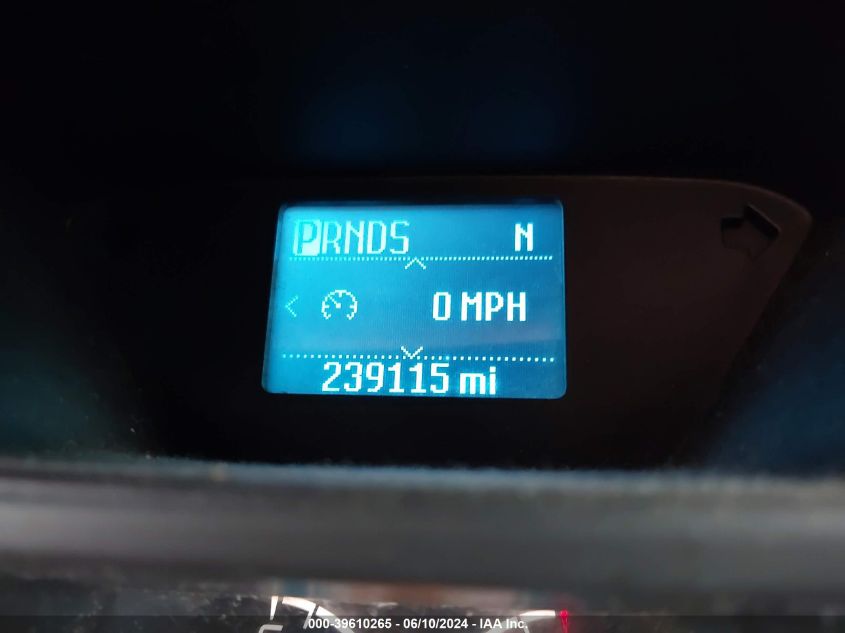 PRNDS N
0 MPH
239115 mi
000-39610265 - 06/10/2024 - IAA Inc.